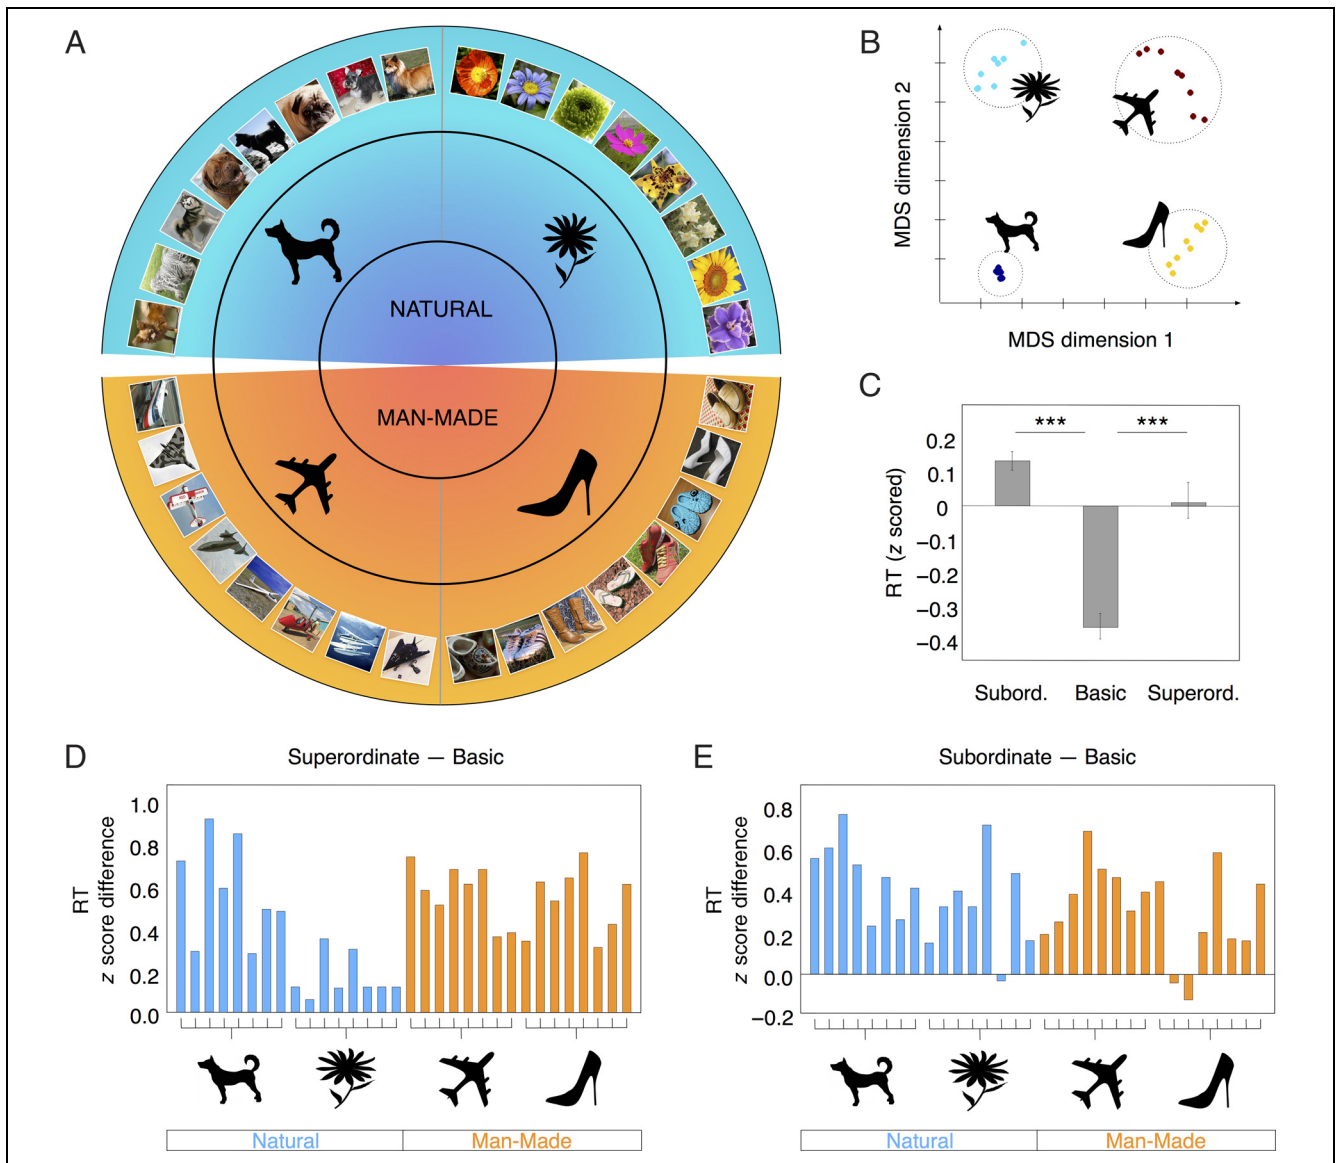 A
NATURAL
MAN-MADE
B
MDS dimension 2
MDS dimension 1
C
RT (z scored)
0.2
0.1
0
−0.1
−0.2
−0.3
−0.4
***
***
Subord.
Basic
Superord.
D
Superordinate — Basic
RT
z score difference
1.0
0.8
0.6
0.4
0.2
0.0
Natural
Man-Made
E
Subordinate — Basic
RT
z score difference
0.8
0.6
0.4
0.2
0.0
−0.2
Natural
Man-Made